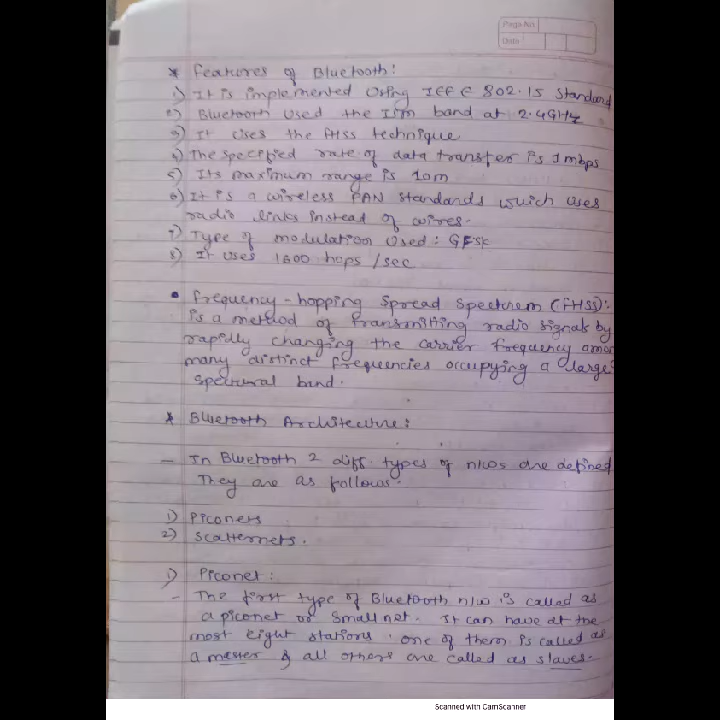 Page No
Date
* Features of Bluetooth:
1) It is implemented using IEEE 802.15 standard
2) Bluetooth used the ISM band at 2.4GHz
3) It uses the FHSS technique
4) The specified rate of data transfer is 1mbps
5) Its maximum range is 10m
6) It is a wireless PAN standards which uses
radio links instead of wires.
7) Type of modulation used: GFSK
8) It uses 1600 hops /sec
• Frequency-hopping Spread Spectrum (FHSS):
is a method of transmitting radio signals by
rapidly changing the carrier frequency among
many distinct frequencies occupying a large
spectural band.
* Bluetooth Architecture:
- In Bluetooth 2 diff. types of n/ws are defined
They are as follows.
1) Piconets
2) Scatternets.
1) Piconet:
- The first type of Bluetooth n/w is called as
a piconet or small net. It can have at the
most eight stations. one of them is called as
a master & all others are called as slaves.
Scanned with CamScanner